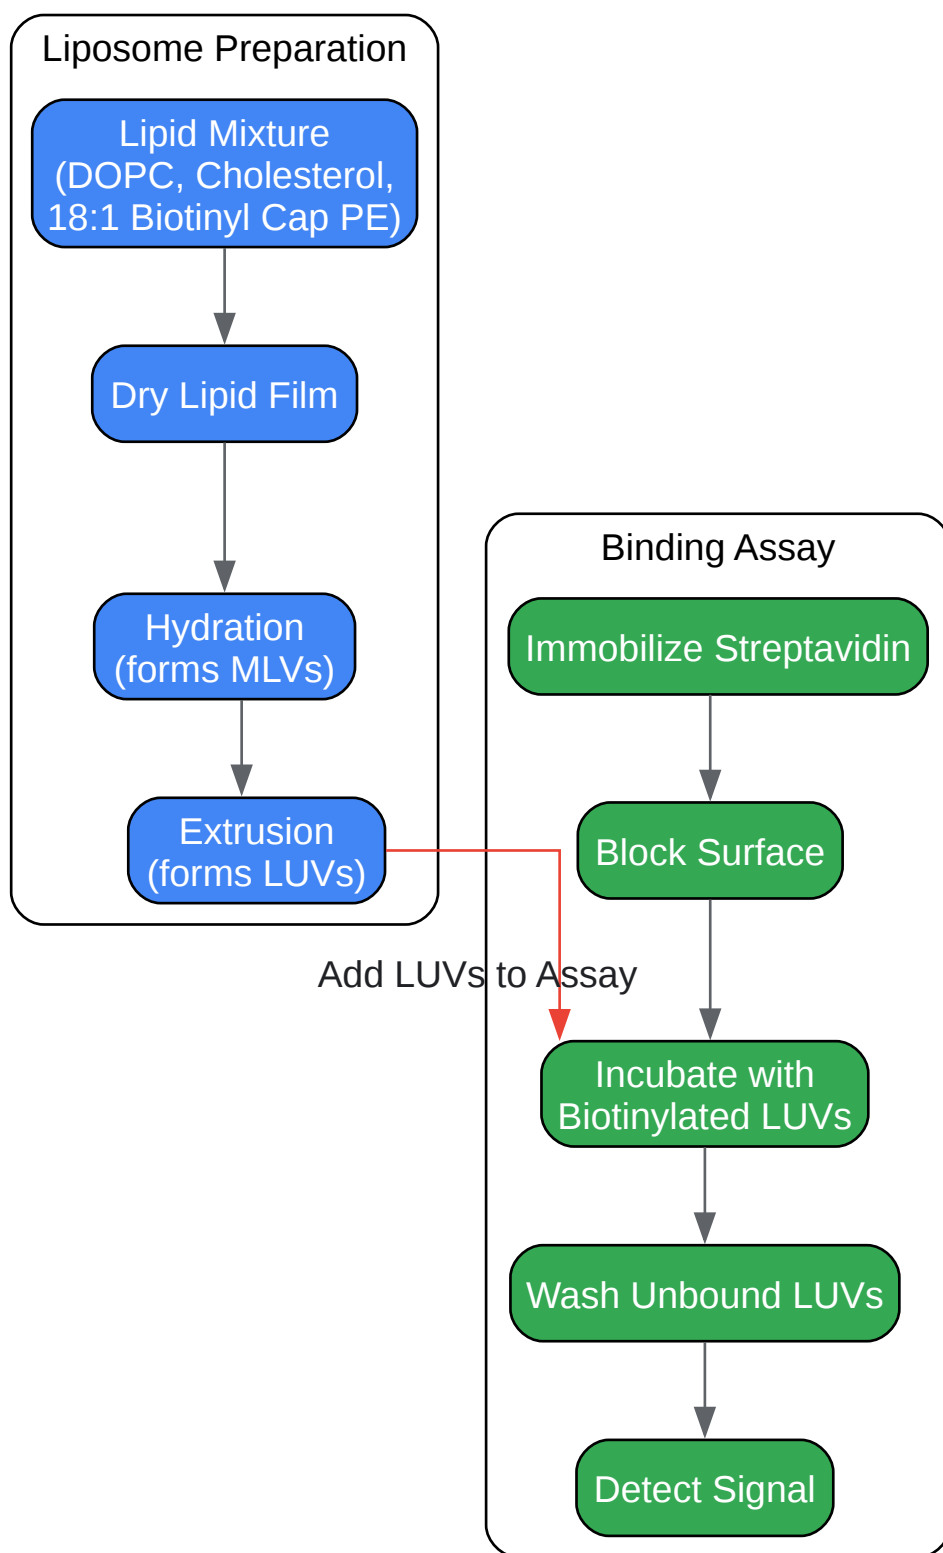 Liposome Preparation
Lipid Mixture
(DOPC, Cholesterol,
18:1 Biotinyl Cap PE)
Dry Lipid Film
Hydration
(forms MLVs)
Extrusion
(forms LUVs)
Add LUVs to Assay
Binding Assay
Immobilize Streptavidin
Block Surface
Incubate with
Biotinylated LUVs
Wash Unbound LUVs
Detect Signal